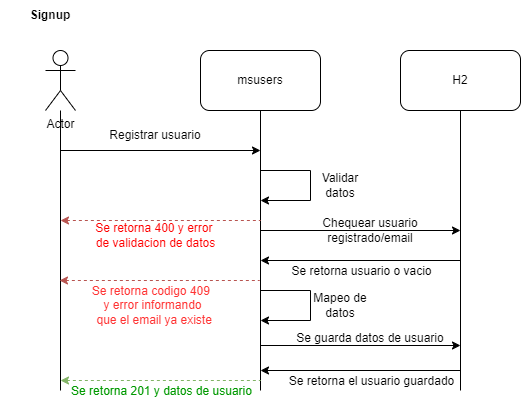 Signup
msusers
H2
Actor
Registrar usuario
Validar
datos
Se retorna 400 y error
de validacion de datos
Chequear usuario
registrado/email
Se retorna usuario o vacio
Se retorna codigo 409
y error informando
que el email ya existe
Mapeo de
datos
Se guarda datos de usuario
Se retorna el usuario guardado
Se retorna 201 y datos de usuario